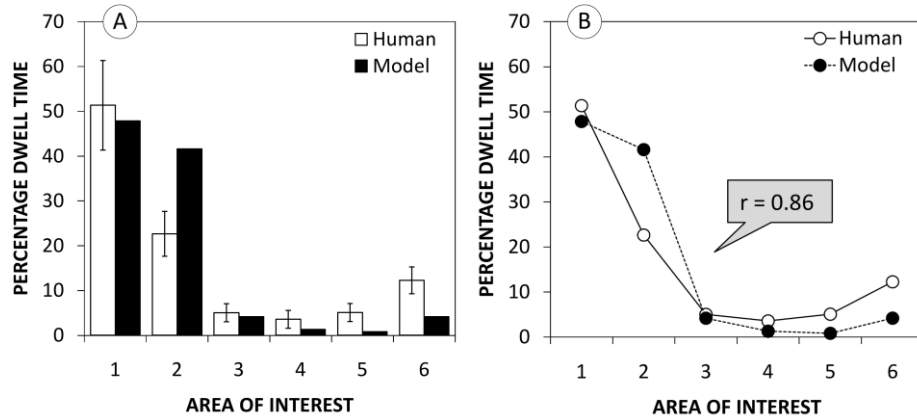 A
Human
Model
PERCENTAGE DWELL TIME
70
60
50
40
30
20
10
0
1 2 3 4 5 6
AREA OF INTEREST
B
Human
Model
PERCENTAGE DWELL TIME
70
60
50
40
30
20
10
0
r = 0.86
1 2 3 4 5 6
AREA OF INTEREST